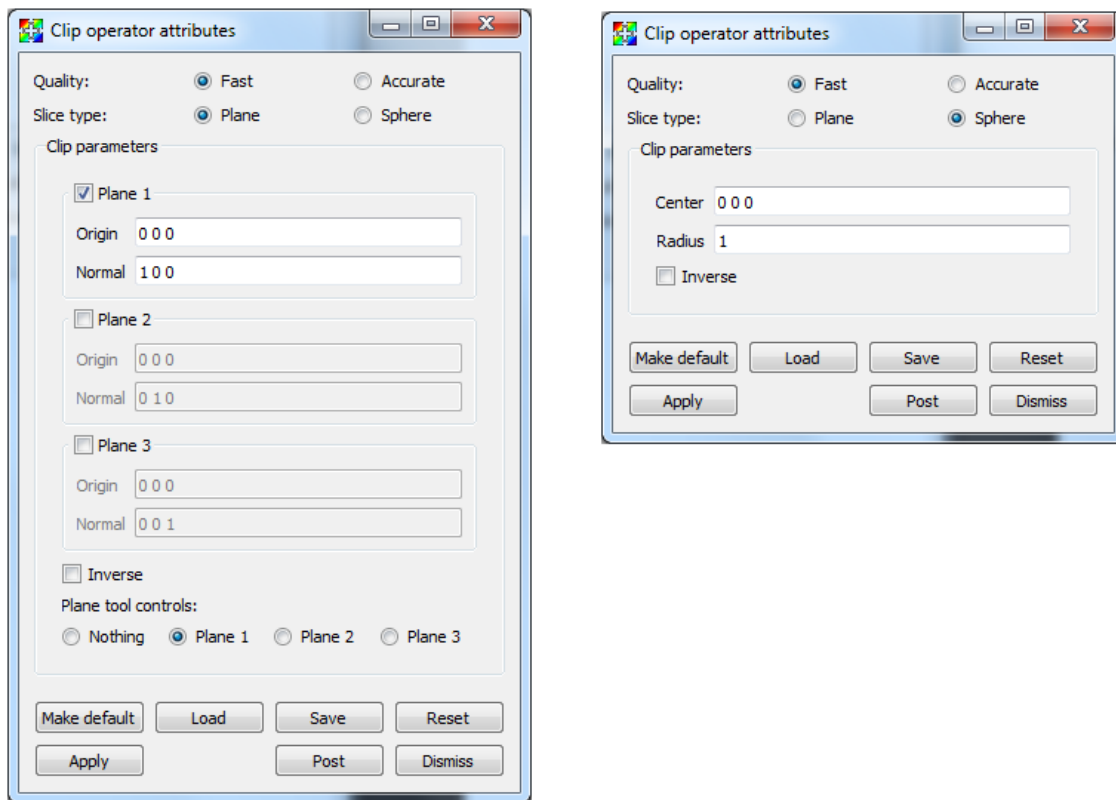 Clip operator attributes
Quality: Fast Accurate
Slice type: Plane Sphere
Clip parameters
Plane 1
Origin 0 0 0
Normal 1 0 0
Plane 2
Origin 0 0 0
Normal 0 1 0
Plane 3
Origin 0 0 0
Normal 0 0 1
Inverse
Plane tool controls:
Nothing Plane 1 Plane 2 Plane 3
Make default Load Save Reset
Apply Post Dismiss
Clip operator attributes
Quality: Fast Accurate
Slice type: Plane Sphere
Clip parameters
Center 0 0 0
Radius 1
Inverse
Make default Load Save Reset
Apply Post Dismiss